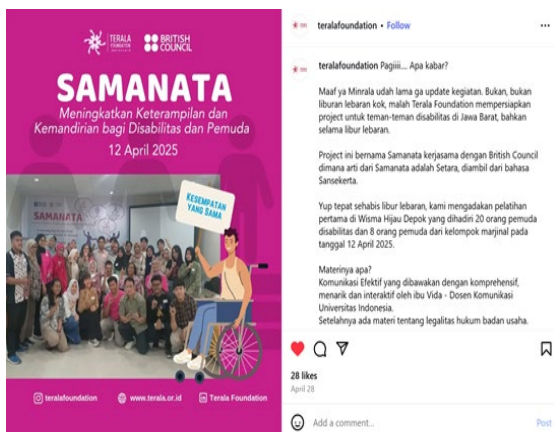 TERALA
FOUNDATION
BRITISH
COUNCIL
SAMANATA
Meningkatkan Keterampilan dan
Kemandirian bagi Disabilitas dan Pemuda
12 April 2025
SAMANATA
KESEMPATAN
YANG SAMA
teralafoundation
www.terala.or.id
Terala Foundation
teralafoundation • Follow
teralafoundation Pagiiii.... Apa kabar?
Maaf ya Minrala udah lama ga update kegiatan. Bukan, bukan
liburan lebaran kok, malah Terala Foundation mempersiapkan
project untuk teman-teman disabilitas di Jawa Barat, bahkan
selama libur lebaran.
Project ini bernama Samanata kerjasama dengan British Council
dimana arti dari Samanata adalah Setara, diambil dari bahasa
Sansekerta.
Yup tepat sehabis libur lebaran, kami mengadakan pelatihan
pertama di Wisma Hijau Depok yang dihadiri 20 orang pemuda
disabilitas dan 8 orang pemuda dari kelompok marjinal pada
tanggal 12 April 2025.
Materinya apa?
Komunikasi Efektif yang dibawakan dengan komprehensif,
menarik dan interaktif oleh ibu Vida - Dosen Komunikasi
Universitas Indonesia.
Setelahnya ada materi tentang legalitas hukum badan usaha.
28 likes
April 28
Add a comment...
Post